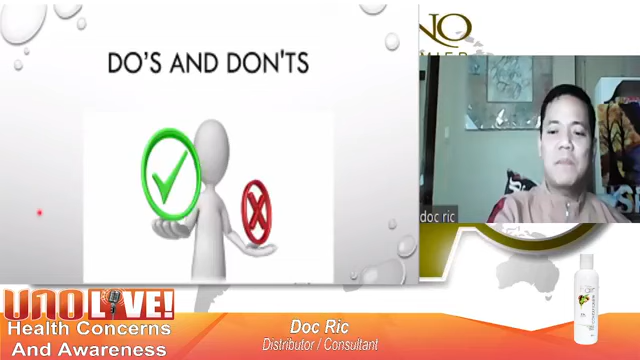 DO'S AND DON'TS
doc ric
UNOLIVE!
Health Concerns
And Awareness
Doc Ric
Distributor / Consultant